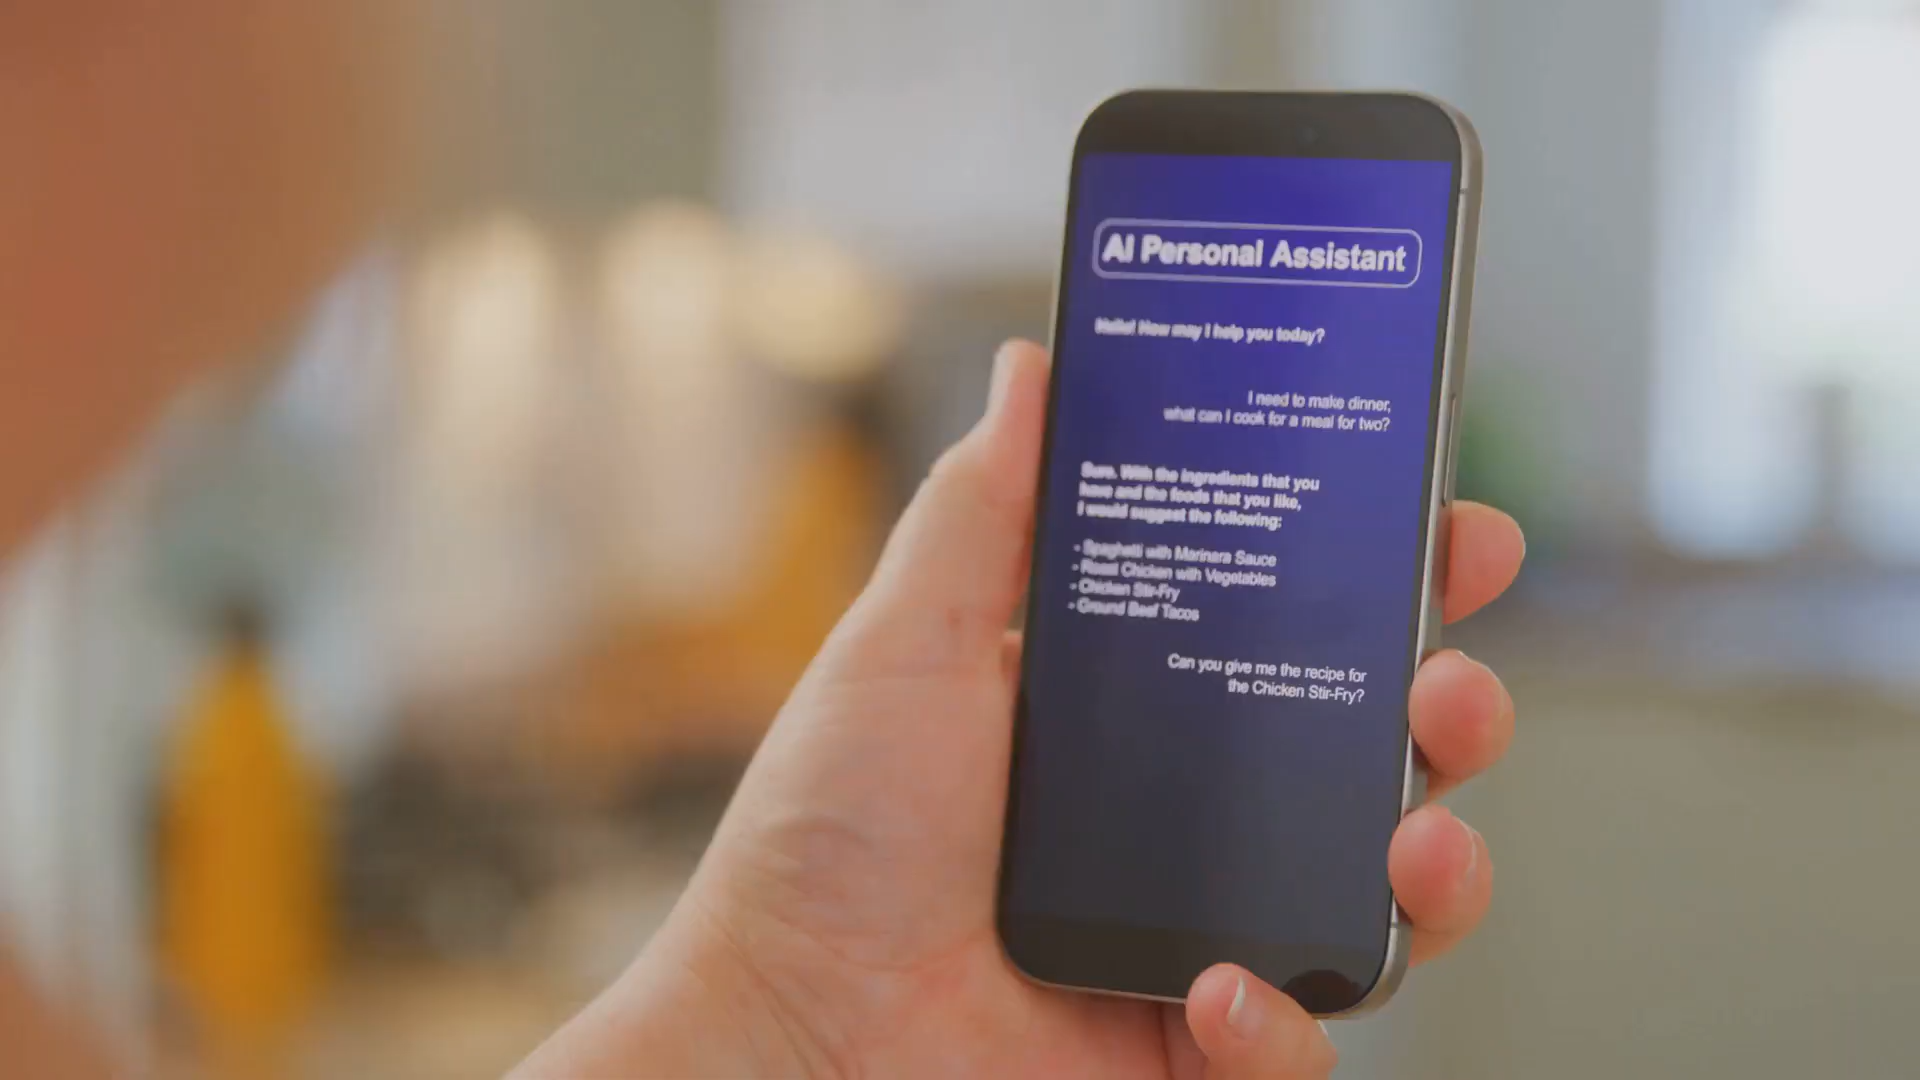 AI Personal Assistant
Hello! How may I help you today?
I need to make dinner,
what can I cook for a meal for two?
Sure. With the ingredients that you
have and the foods that you like,
I would suggest the following:
- Spaghetti with Marinara Sauce
- Roast Chicken with Vegetables
- Chicken Stir-Fry
- Ground Beef Tacos
Can you give me the recipe for
the Chicken Stir-Fry?